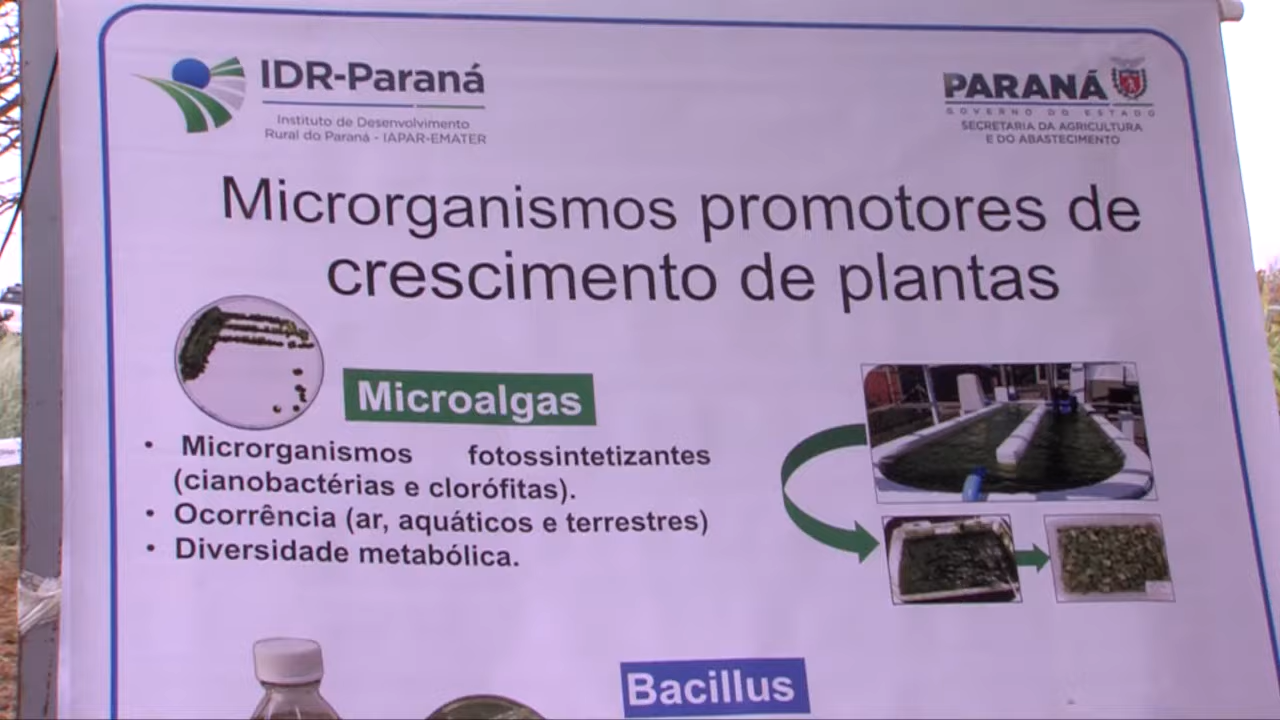 IDR-Paraná
Instituto de Desenvolvimento
Rural do Paraná - IAPAR-EMATER
PARANÁ
GOVERNO DO ESTADO
SECRETARIA DA AGRICULTURA
E DO ABASTECIMENTO
Microrganismos promotores de
crescimento de plantas
Microalgas
• Microrganismos fotossintetizantes
(cianobactérias e clorófitas).
• Ocorrência (ar, aquáticos e terrestres)
• Diversidade metabólica.
Bacillus